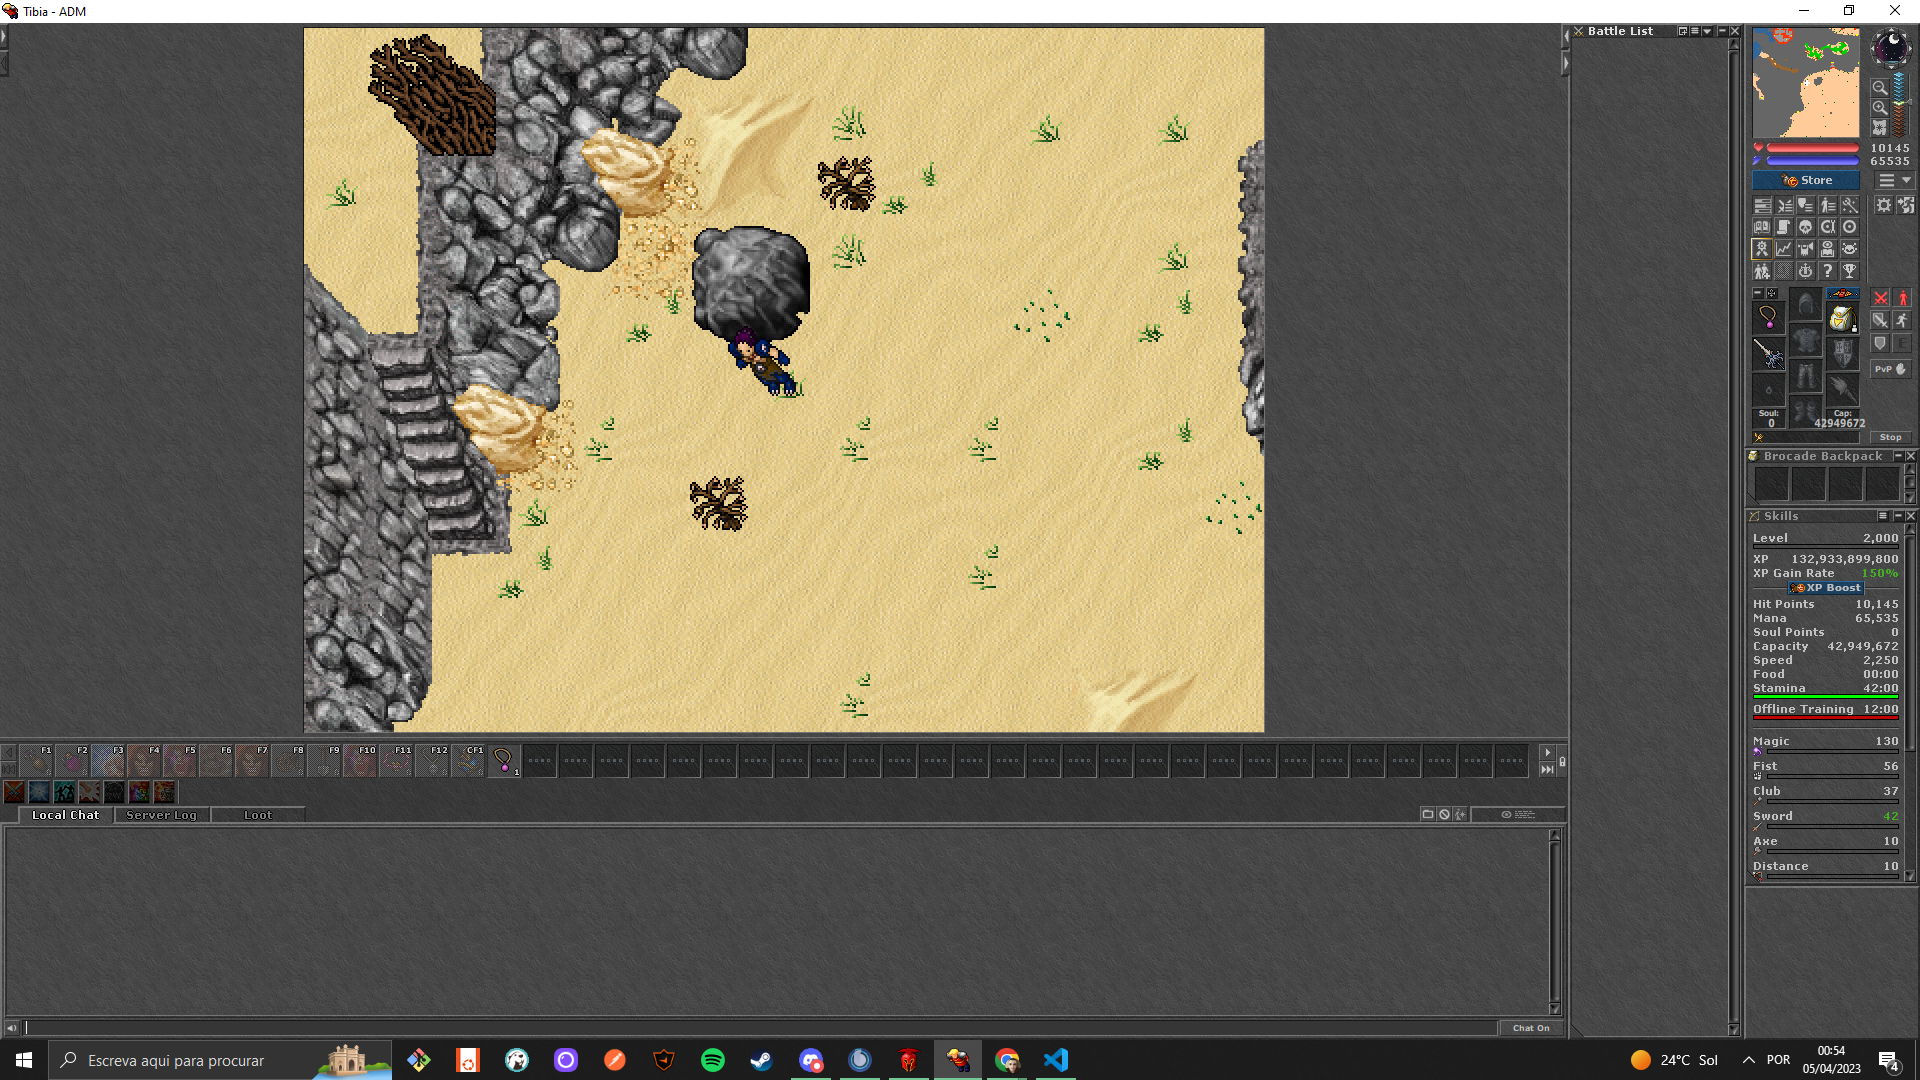 Tibia - ADM
Battle List
10145
65535
Store
PvP
Soul:
0
Cap:
42949672
Stop
Brocade Backpack
Skills
Level 2,000
XP 132,933,899,800
XP Gain Rate 150%
XP Boost
Hit Points 10,145
Mana 65,535
Soul Points 0
Capacity 42,949,672
Speed 2,250
Food 00:00
Stamina 42:00
Offline Training 12:00
Magic 130
Fist 56
Club 37
Sword 42
Axe 10
Distance 10
F1 F2 F3 F4 F5 F6 F7 F8 F9 F10 F11 F12 CF1 1
Local Chat Server Log Loot
Chat On
Escreva aqui para procurar
24°C Sol
POR
00:54
05/04/2023
4